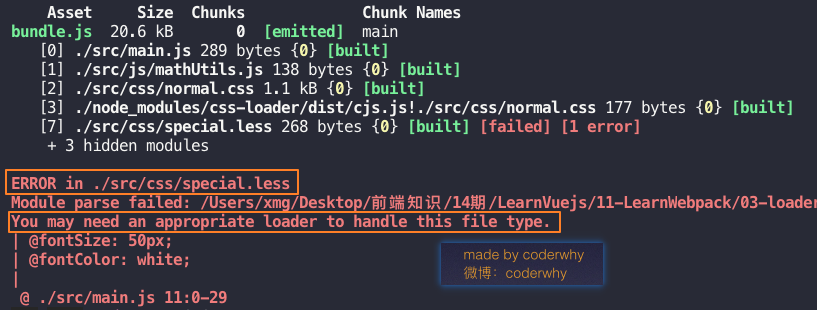 Asset Size Chunks Chunk Names
bundle.js 20.6 kB 0 [emitted] main
[0] ./src/main.js 289 bytes {0} [built]
[1] ./src/js/mathUtils.js 138 bytes {0} [built]
[2] ./src/css/normal.css 1.1 kB {0} [built]
[3] ./node_modules/css-loader/dist/cjs.js!./src/css/normal.css 177 bytes {0} [built]
[7] ./src/css/special.less 268 bytes {0} [built] [failed] [1 error]
+ 3 hidden modules
ERROR in ./src/css/special.less
Module parse failed: /Users/xmg/Desktop/前端知识/14期/LearnVuejs/11-LearnWebpack/03-loader
You may need an appropriate loader to handle this file type.
| @fontSize: 50px;
| @fontColor: white;
|
@ ./src/main.js 11:0-29
made by coderwhy
微博：coderwhy